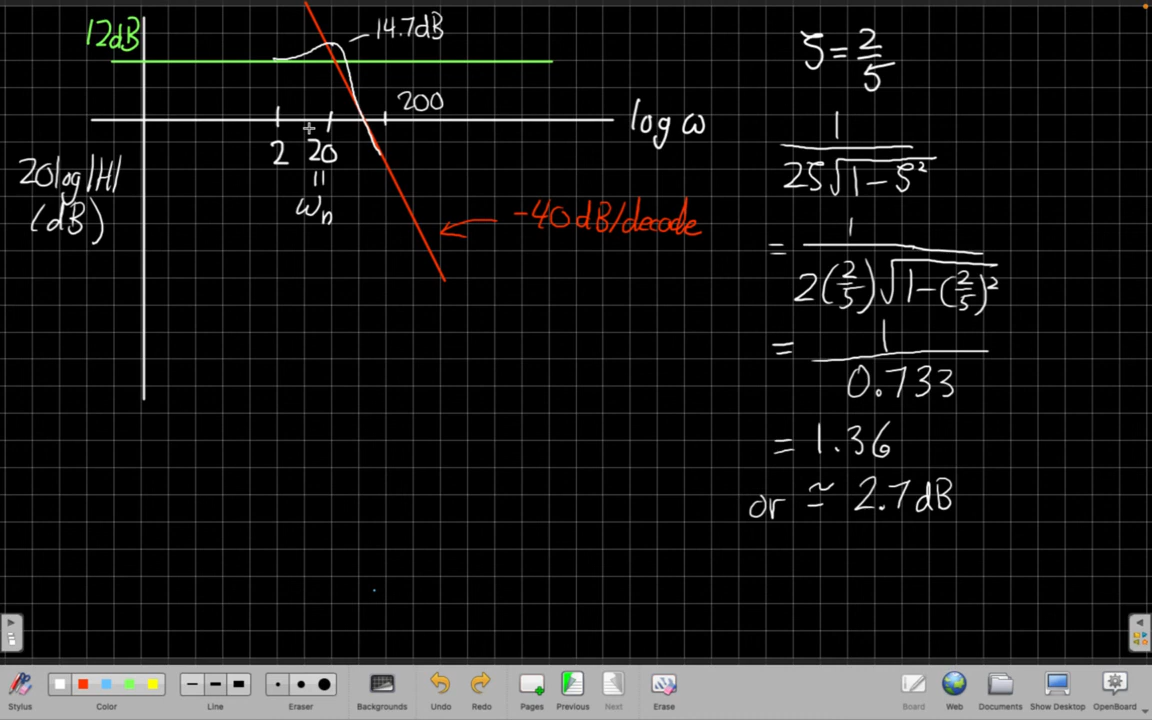 12dB
14.7dB
200
log ω
2 20
=
ωn
20log|H|
(dB)
-40 dB/decade
ζ = 2/5
1/(2ζ√(1-ζ²))
= 1/(2(2/5)√(1-(2/5)²))
= 1/0.733
= 1.36
or ≃ 2.7dB
Stylus
Color
Line
Eraser
Backgrounds
Undo
Redo
Pages
Previous
Next
Erase
Board
Web
Documents
Show Desktop
OpenBoard